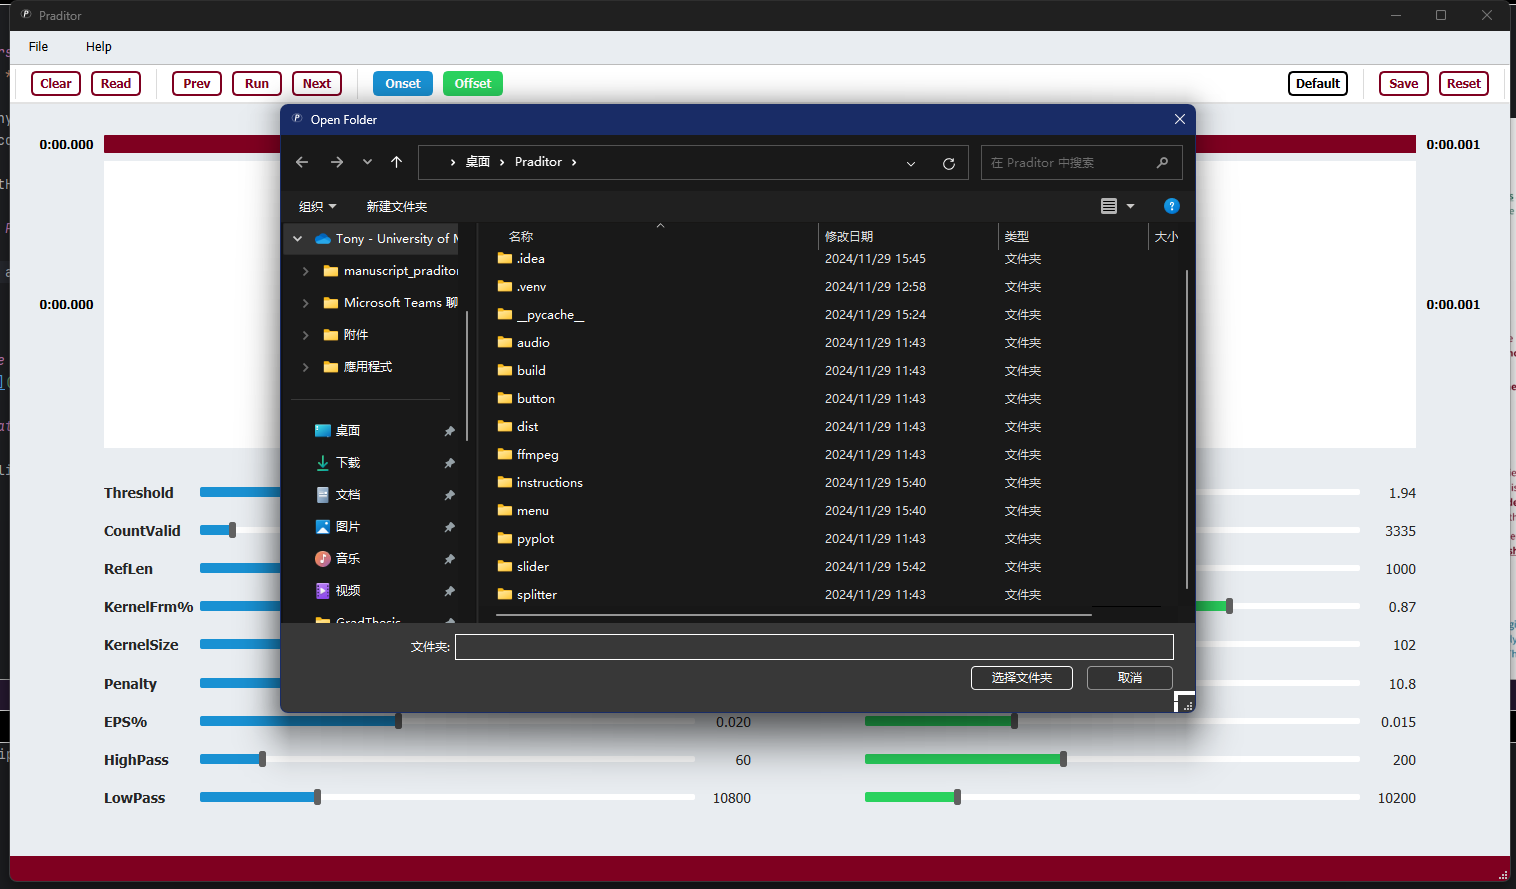 Praditor
File Help
Clear Read Prev Run Next Onset Offset Default Save Reset
Open Folder
0:00.000 0:00.001
桌面 Praditor
在 Praditor 中搜索
组织 新建文件夹
名称 修改日期 类型 大小
Tony - University of
manuscript_praditor
Microsoft Teams 聊
附件
應用程式
桌面
下载
文档
图片
音乐
视频
GradThesis
.idea 2024/11/29 15:45 文件夹
.venv 2024/11/29 12:58 文件夹
__pycache__ 2024/11/29 15:24 文件夹
audio 2024/11/29 11:43 文件夹
build 2024/11/29 11:43 文件夹
button 2024/11/29 11:43 文件夹
dist 2024/11/29 11:43 文件夹
ffmpeg 2024/11/29 11:43 文件夹
instructions 2024/11/29 15:40 文件夹
menu 2024/11/29 15:40 文件夹
pyplot 2024/11/29 11:43 文件夹
slider 2024/11/29 15:42 文件夹
splitter 2024/11/29 11:43 文件夹
文件夹:
选择文件夹 取消
0:00.000 0:00.001
Threshold 1.94
CountValid 3335
RefLen 1000
KernelFrm% 0.87
KernelSize 102
Penalty 10.8
EPS% 0.020 0.015
HighPass 60 200
LowPass 10800 10200